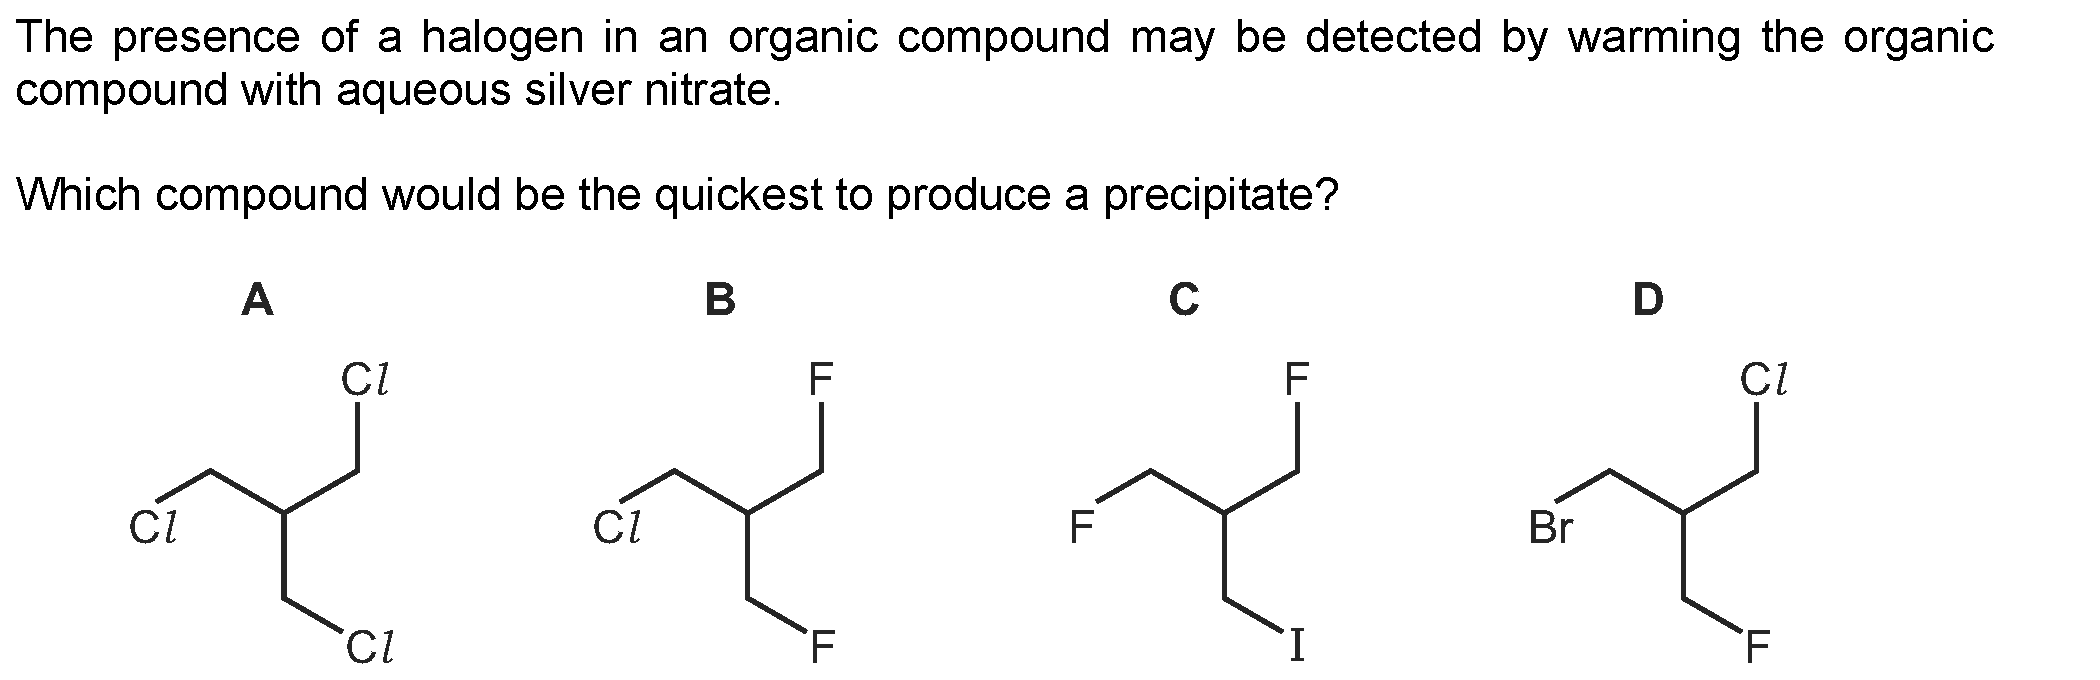 The presence of a halogen in an organic compound may be detected by warming the organic
compound with aqueous silver nitrate.
Which compound would be the quickest to produce a precipitate?
A B C D
Cl F F Cl
Cl Cl F Br
Cl F I F